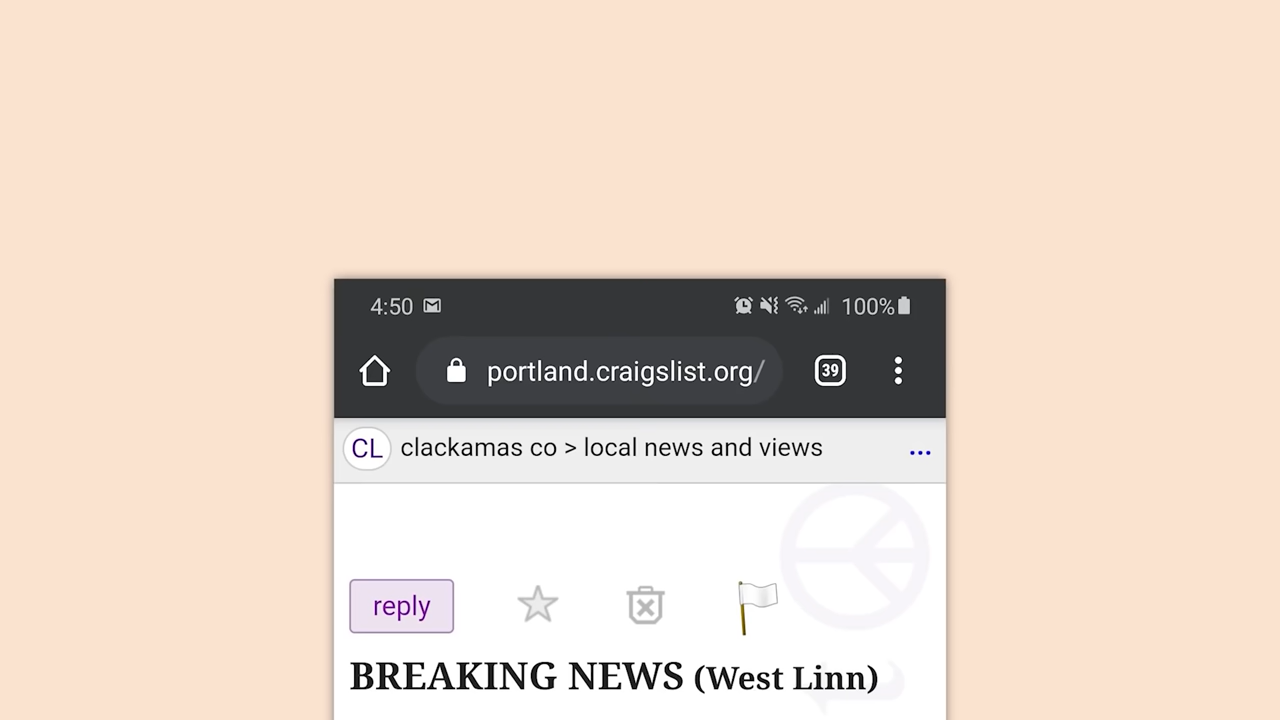 4:50 100%
portland.craigslist.org/ 39
CL clackamas co > local news and views ...
reply
BREAKING NEWS (West Linn)